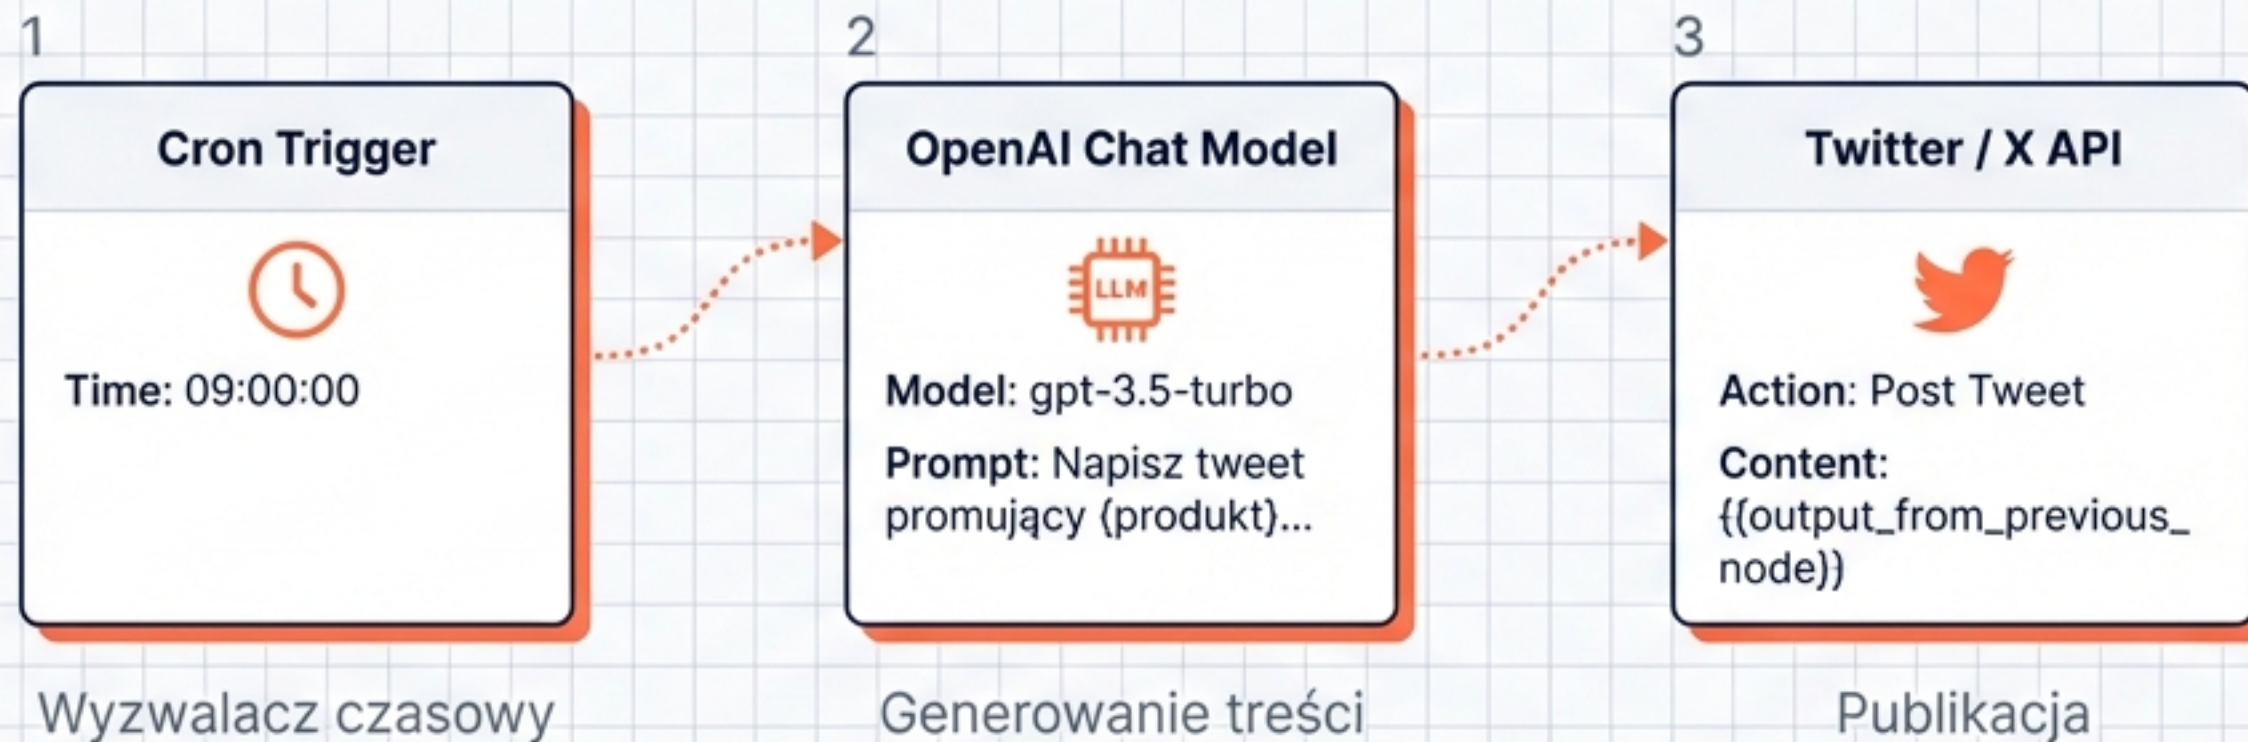 1
2
3
Cron Trigger
OpenAI Chat Model
Twitter / X API
LLM
Time: 09:00:00
Model: gpt-3.5-turbo
Prompt: Napisz tweet
promujący {produkt}...
Action: Post Tweet
Content:
{{output_from_previous_
node}}
Wyzwalacz czasowy
Generowanie treści
Publikacja